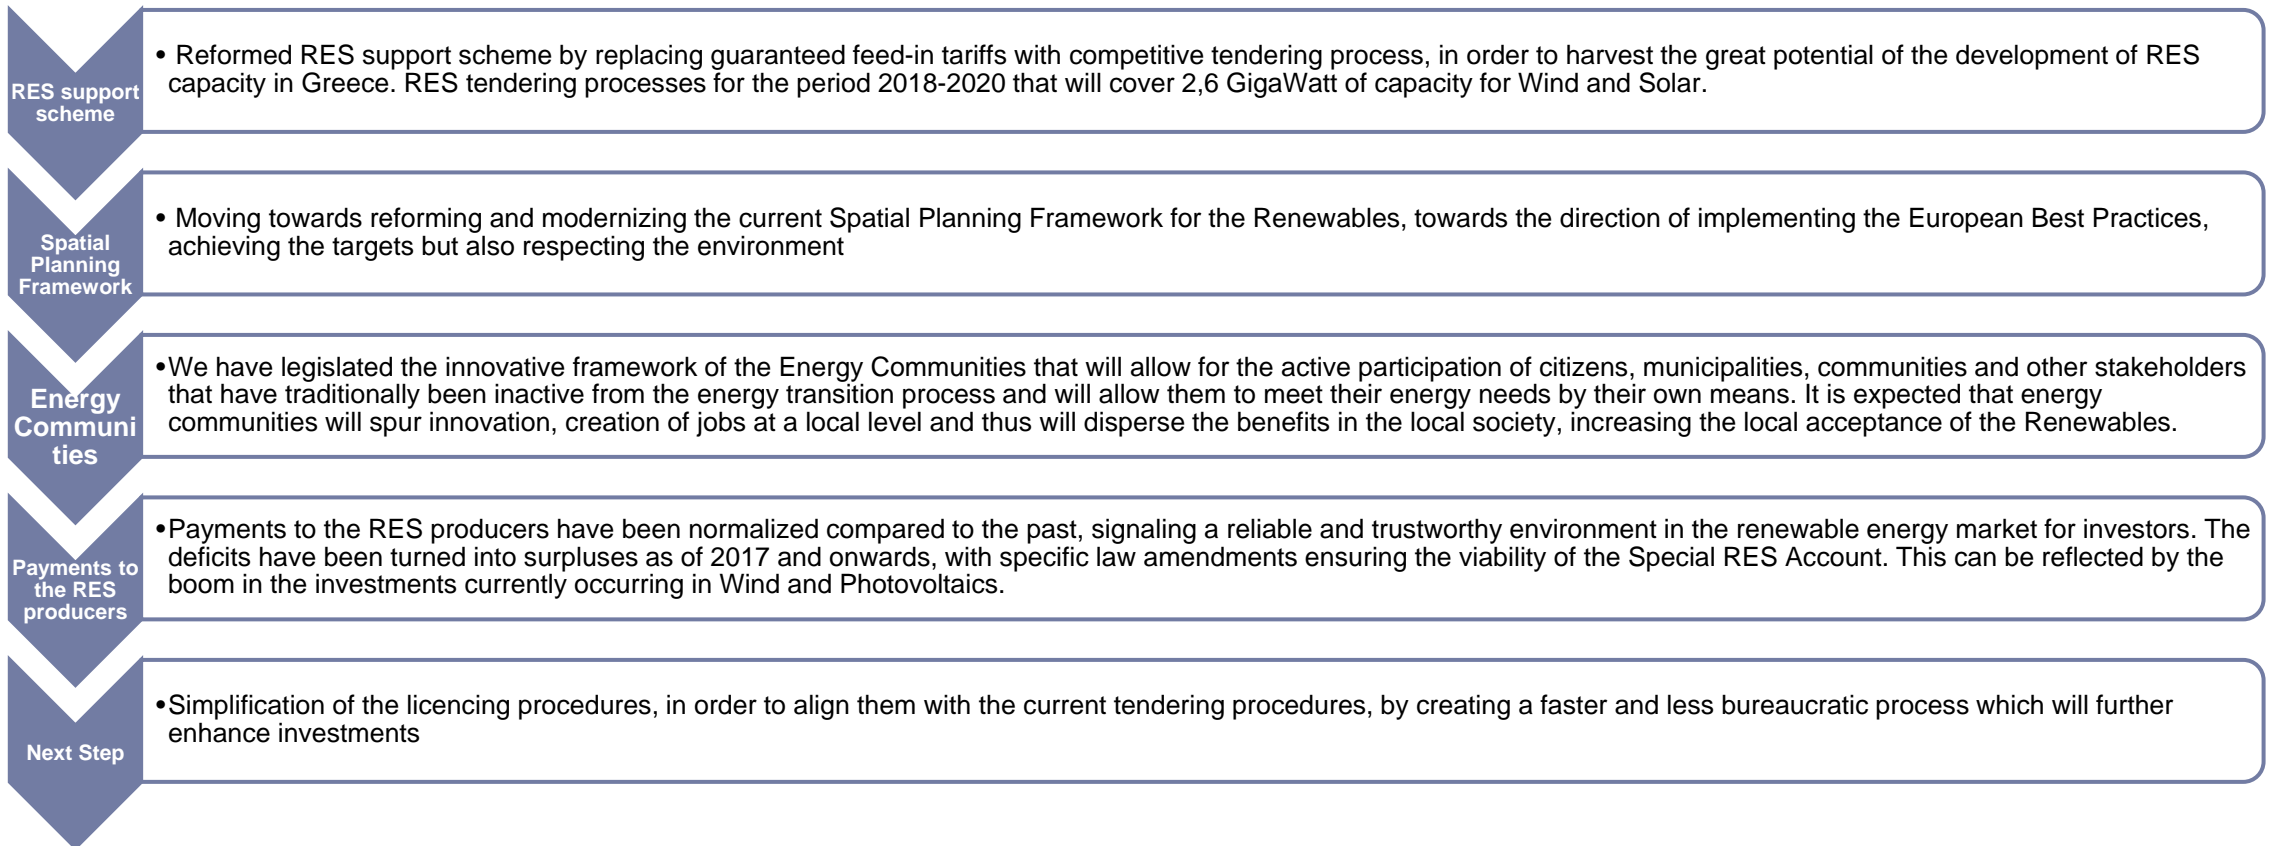 RES support
scheme
• Reformed RES support scheme by replacing guaranteed feed-in tariffs with competitive tendering process, in order to harvest the great potential of the development of RES
capacity in Greece. RES tendering processes for the period 2018-2020 that will cover 2,6 GigaWatt of capacity for Wind and Solar.
Spatial
Planning
Framework
• Moving towards reforming and modernizing the current Spatial Planning Framework for the Renewables, towards the direction of implementing the European Best Practices,
achieving the targets but also respecting the environment
Energy
Communi
ties
•We have legislated the innovative framework of the Energy Communities that will allow for the active participation of citizens, municipalities, communities and other stakeholders
that have traditionally been inactive from the energy transition process and will allow them to meet their energy needs by their own means. It is expected that energy
communities will spur innovation, creation of jobs at a local level and thus will disperse the benefits in the local society, increasing the local acceptance of the Renewables.
Payments to
the RES
producers
•Payments to the RES producers have been normalized compared to the past, signaling a reliable and trustworthy environment in the renewable energy market for investors. The
deficits have been turned into surpluses as of 2017 and onwards, with specific law amendments ensuring the viability of the Special RES Account. This can be reflected by the
boom in the investments currently occurring in Wind and Photovoltaics.
Next Step
•Simplification of the licencing procedures, in order to align them with the current tendering procedures, by creating a faster and less bureaucratic process which will further
enhance investments